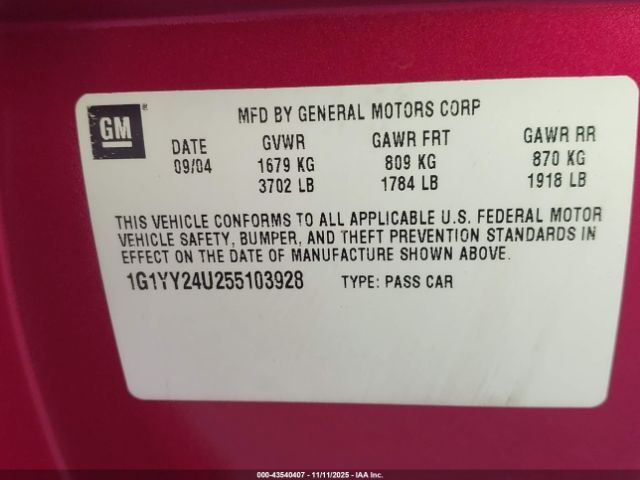 GM ®
MFD BY GENERAL MOTORS CORP
DATE GVWR GAWR FRT GAWR RR
09/04 1679 KG 809 KG 870 KG
3702 LB 1784 LB 1918 LB
THIS VEHICLE CONFORMS TO ALL APPLICABLE U.S. FEDERAL MOTOR
VEHICLE SAFETY, BUMPER, AND THEFT PREVENTION STANDARDS IN
EFFECT ON THE DATE OF MANUFACTURE SHOWN ABOVE.
1G1YY24U255103928 TYPE: PASS CAR
000-43540407 - 11/11/2025 - IAA Inc.